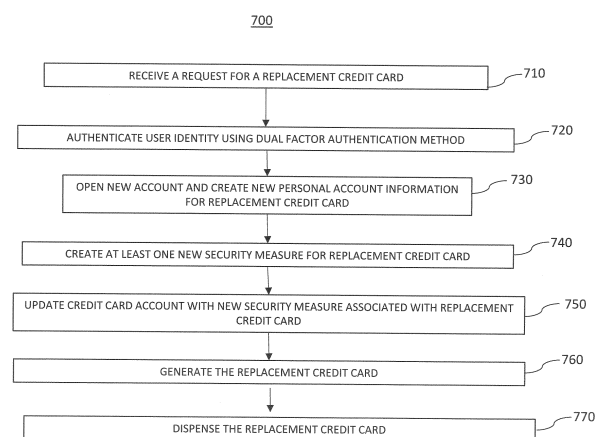 700
RECEIVE A REQUEST FOR A REPLACEMENT CREDIT CARD
710
AUTHENTICATE USER IDENTITY USING DUAL FACTOR AUTHENTICATION METHOD
720
OPEN NEW ACCOUNT AND CREATE NEW PERSONAL ACCOUNT INFORMATION
FOR REPLACEMENT CREDIT CARD
730
CREATE AT LEAST ONE NEW SECURITY MEASURE FOR REPLACEMENT CREDIT CARD
740
UPDATE CREDIT CARD ACCOUNT WITH NEW SECURITY MEASURE ASSOCIATED WITH REPLACEMENT
CREDIT CARD
750
GENERATE THE REPLACEMENT CREDIT CARD
760
DISPENSE THE REPLACEMENT CREDIT CARD
770